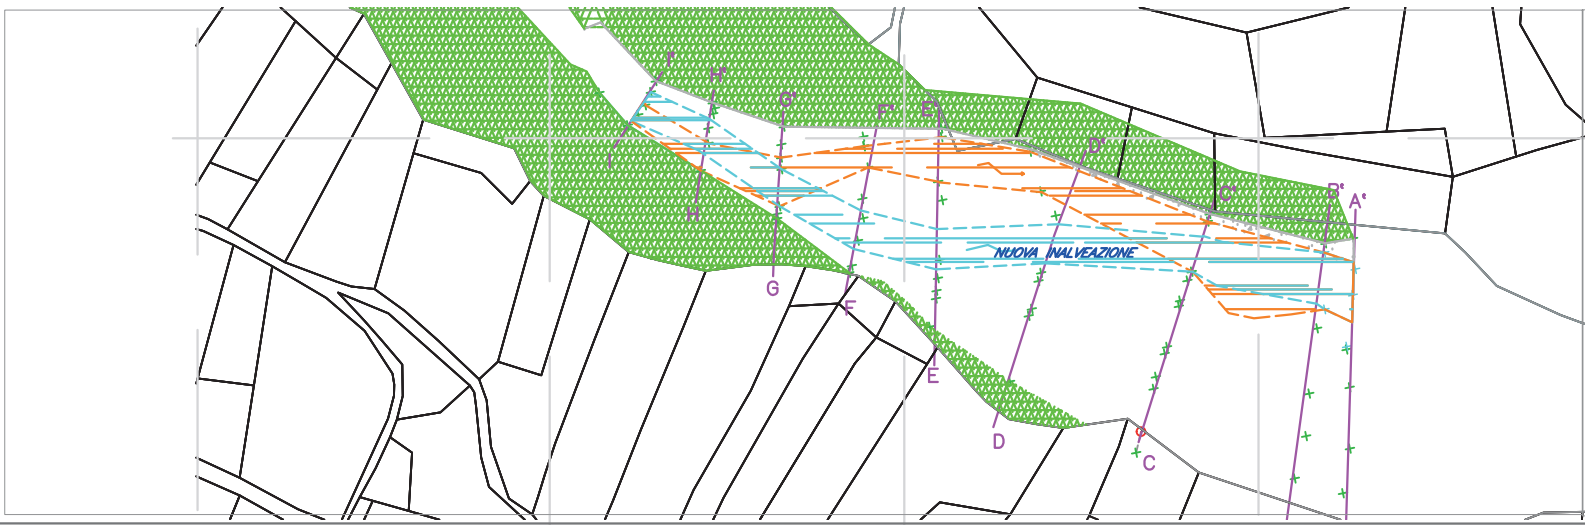 I'
H'
G'
F'
E'
D'
C'
B'
A'
I
H
G
F
E
D
C
NUOVA INALVEAZIONE